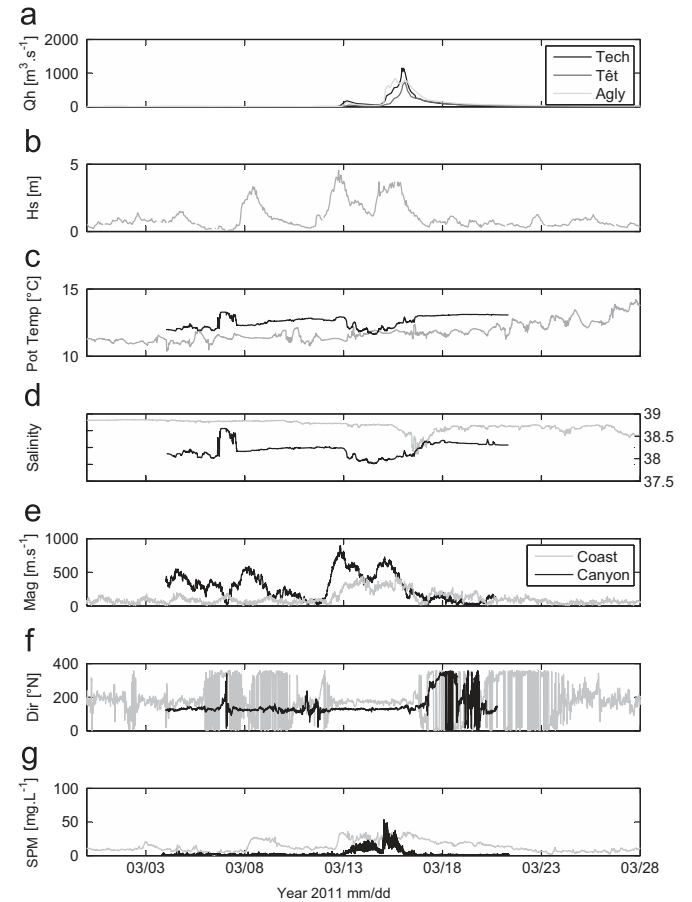 a
2000
1000
0
Qh [m³.s⁻¹]
Tech
Têt
Agly
b
5
0
Hs [m]
c
15
10
Pot Temp [°C]
d
Salinity
39
38.5
38
37.5
e
1000
500
0
Mag [m.s⁻¹]
Coast
Canyon
f
400
200
0
Dir [°N]
g
100
50
0
SPM [mg.L⁻¹]
03/03 03/08 03/13 03/18 03/23 03/28
Year 2011 mm/dd